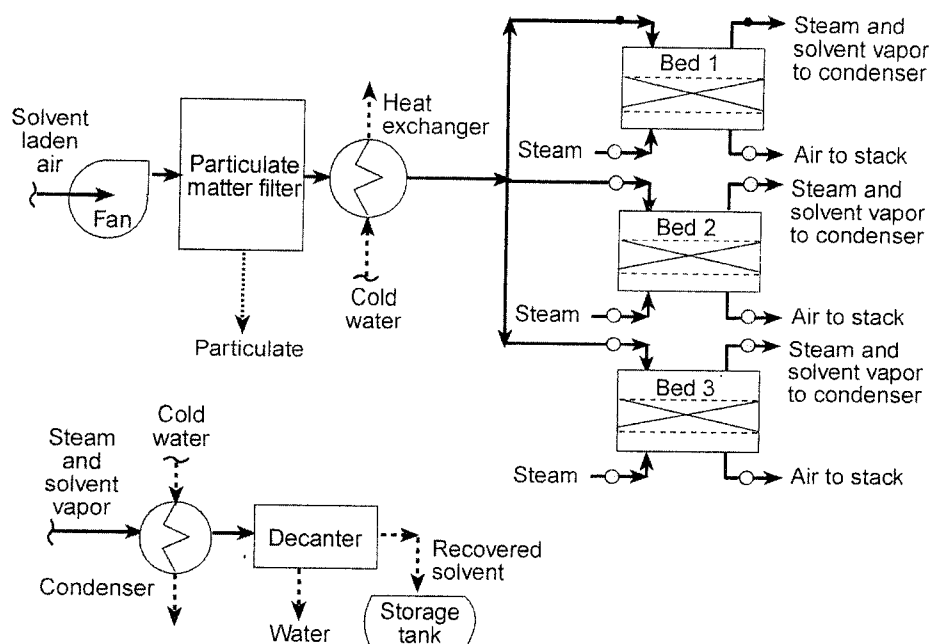 Solvent
laden
air
Fan
Particulate
matter filter
Particulate
Heat
exchanger
Cold
water
Bed 1
Steam and
solvent vapor
to condenser
Steam
Air to stack
Bed 2
Steam and
solvent vapor
to condenser
Steam
Air to stack
Bed 3
Steam and
solvent vapor
to condenser
Steam
Air to stack
Cold
water
Steam
and
solvent
vapor
Condenser
Decanter
Water
Recovered
solvent
Storage
tank